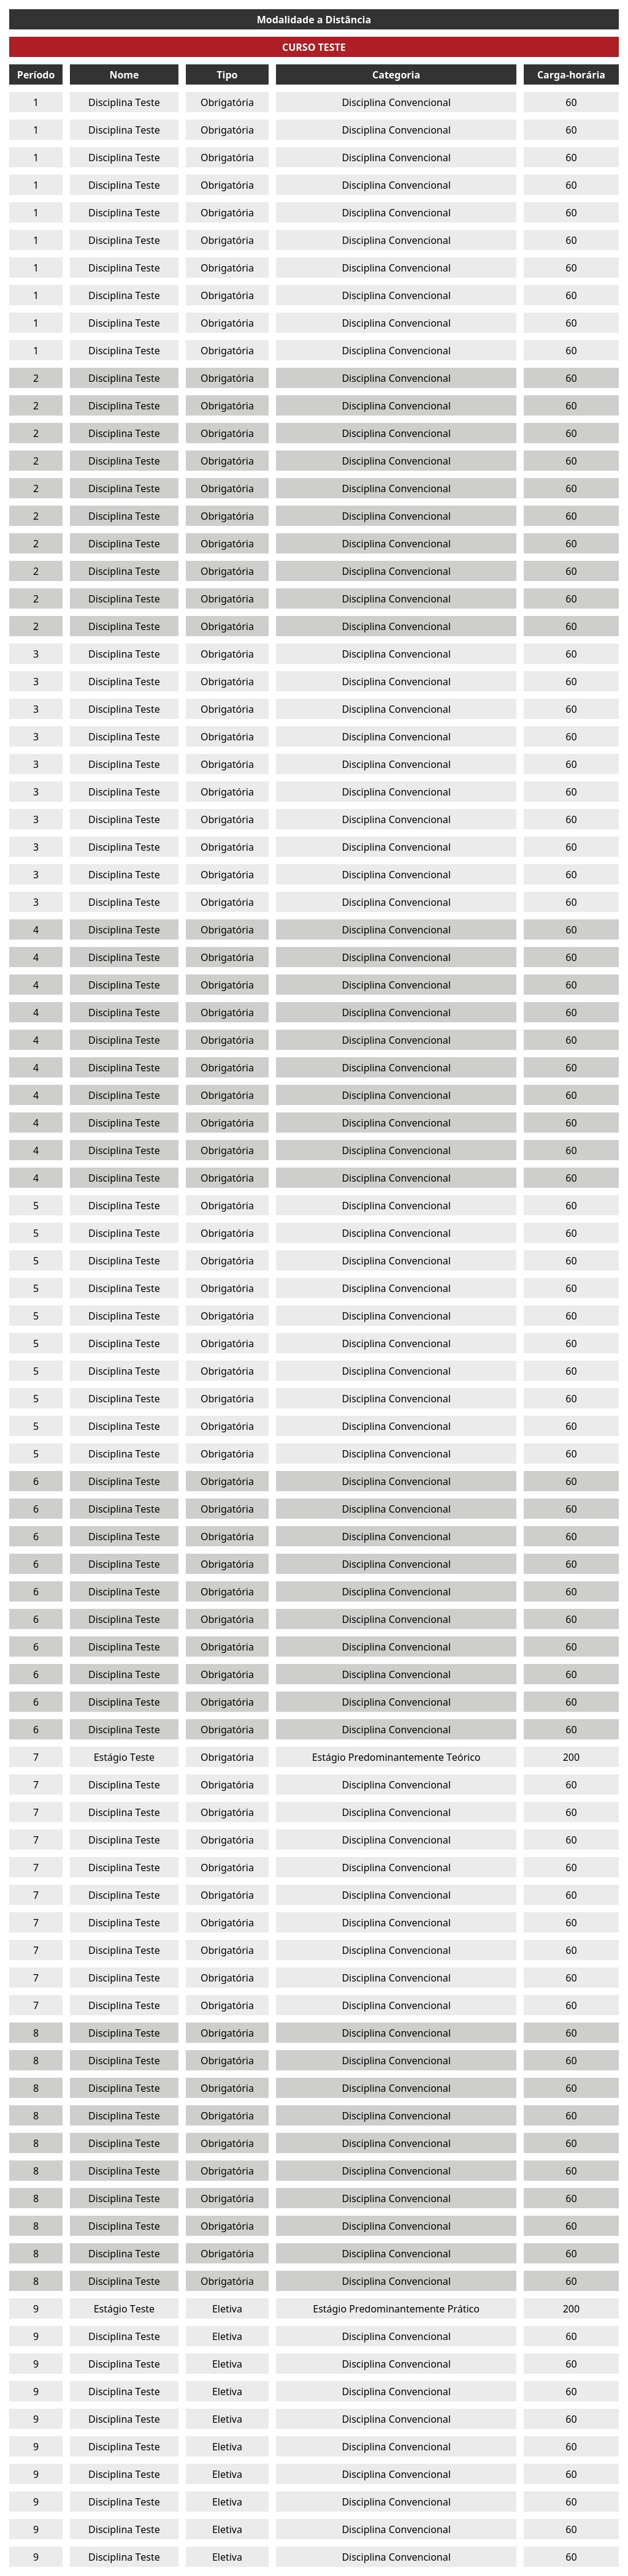 Modalidade a Distância
CURSO TESTE
Período Nome Tipo Categoria Carga-horária
1 Disciplina Teste Obrigatória Disciplina Convencional 60
1 Disciplina Teste Obrigatória Disciplina Convencional 60
1 Disciplina Teste Obrigatória Disciplina Convencional 60
1 Disciplina Teste Obrigatória Disciplina Convencional 60
1 Disciplina Teste Obrigatória Disciplina Convencional 60
1 Disciplina Teste Obrigatória Disciplina Convencional 60
1 Disciplina Teste Obrigatória Disciplina Convencional 60
1 Disciplina Teste Obrigatória Disciplina Convencional 60
1 Disciplina Teste Obrigatória Disciplina Convencional 60
1 Disciplina Teste Obrigatória Disciplina Convencional 60
2 Disciplina Teste Obrigatória Disciplina Convencional 60
2 Disciplina Teste Obrigatória Disciplina Convencional 60
2 Disciplina Teste Obrigatória Disciplina Convencional 60
2 Disciplina Teste Obrigatória Disciplina Convencional 60
2 Disciplina Teste Obrigatória Disciplina Convencional 60
2 Disciplina Teste Obrigatória Disciplina Convencional 60
2 Disciplina Teste Obrigatória Disciplina Convencional 60
2 Disciplina Teste Obrigatória Disciplina Convencional 60
2 Disciplina Teste Obrigatória Disciplina Convencional 60
2 Disciplina Teste Obrigatória Disciplina Convencional 60
3 Disciplina Teste Obrigatória Disciplina Convencional 60
3 Disciplina Teste Obrigatória Disciplina Convencional 60
3 Disciplina Teste Obrigatória Disciplina Convencional 60
3 Disciplina Teste Obrigatória Disciplina Convencional 60
3 Disciplina Teste Obrigatória Disciplina Convencional 60
3 Disciplina Teste Obrigatória Disciplina Convencional 60
3 Disciplina Teste Obrigatória Disciplina Convencional 60
3 Disciplina Teste Obrigatória Disciplina Convencional 60
3 Disciplina Teste Obrigatória Disciplina Convencional 60
3 Disciplina Teste Obrigatória Disciplina Convencional 60
4 Disciplina Teste Obrigatória Disciplina Convencional 60
4 Disciplina Teste Obrigatória Disciplina Convencional 60
4 Disciplina Teste Obrigatória Disciplina Convencional 60
4 Disciplina Teste Obrigatória Disciplina Convencional 60
4 Disciplina Teste Obrigatória Disciplina Convencional 60
4 Disciplina Teste Obrigatória Disciplina Convencional 60
4 Disciplina Teste Obrigatória Disciplina Convencional 60
4 Disciplina Teste Obrigatória Disciplina Convencional 60
4 Disciplina Teste Obrigatória Disciplina Convencional 60
4 Disciplina Teste Obrigatória Disciplina Convencional 60
5 Disciplina Teste Obrigatória Disciplina Convencional 60
5 Disciplina Teste Obrigatória Disciplina Convencional 60
5 Disciplina Teste Obrigatória Disciplina Convencional 60
5 Disciplina Teste Obrigatória Disciplina Convencional 60
5 Disciplina Teste Obrigatória Disciplina Convencional 60
5 Disciplina Teste Obrigatória Disciplina Convencional 60
5 Disciplina Teste Obrigatória Disciplina Convencional 60
5 Disciplina Teste Obrigatória Disciplina Convencional 60
5 Disciplina Teste Obrigatória Disciplina Convencional 60
5 Disciplina Teste Obrigatória Disciplina Convencional 60
6 Disciplina Teste Obrigatória Disciplina Convencional 60
6 Disciplina Teste Obrigatória Disciplina Convencional 60
6 Disciplina Teste Obrigatória Disciplina Convencional 60
6 Disciplina Teste Obrigatória Disciplina Convencional 60
6 Disciplina Teste Obrigatória Disciplina Convencional 60
6 Disciplina Teste Obrigatória Disciplina Convencional 60
6 Disciplina Teste Obrigatória Disciplina Convencional 60
6 Disciplina Teste Obrigatória Disciplina Convencional 60
6 Disciplina Teste Obrigatória Disciplina Convencional 60
6 Disciplina Teste Obrigatória Disciplina Convencional 60
7 Estágio Teste Obrigatória Estágio Predominantemente Teórico 200
7 Disciplina Teste Obrigatória Disciplina Convencional 60
7 Disciplina Teste Obrigatória Disciplina Convencional 60
7 Disciplina Teste Obrigatória Disciplina Convencional 60
7 Disciplina Teste Obrigatória Disciplina Convencional 60
7 Disciplina Teste Obrigatória Disciplina Convencional 60
7 Disciplina Teste Obrigatória Disciplina Convencional 60
7 Disciplina Teste Obrigatória Disciplina Convencional 60
7 Disciplina Teste Obrigatória Disciplina Convencional 60
7 Disciplina Teste Obrigatória Disciplina Convencional 60
8 Disciplina Teste Obrigatória Disciplina Convencional 60
8 Disciplina Teste Obrigatória Disciplina Convencional 60
8 Disciplina Teste Obrigatória Disciplina Convencional 60
8 Disciplina Teste Obrigatória Disciplina Convencional 60
8 Disciplina Teste Obrigatória Disciplina Convencional 60
8 Disciplina Teste Obrigatória Disciplina Convencional 60
8 Disciplina Teste Obrigatória Disciplina Convencional 60
8 Disciplina Teste Obrigatória Disciplina Convencional 60
8 Disciplina Teste Obrigatória Disciplina Convencional 60
8 Disciplina Teste Obrigatória Disciplina Convencional 60
9 Estágio Teste Eletiva Estágio Predominantemente Prático 200
9 Disciplina Teste Eletiva Disciplina Convencional 60
9 Disciplina Teste Eletiva Disciplina Convencional 60
9 Disciplina Teste Eletiva Disciplina Convencional 60
9 Disciplina Teste Eletiva Disciplina Convencional 60
9 Disciplina Teste Eletiva Disciplina Convencional 60
9 Disciplina Teste Eletiva Disciplina Convencional 60
9 Disciplina Teste Eletiva Disciplina Convencional 60
9 Disciplina Teste Eletiva Disciplina Convencional 60
9 Disciplina Teste Eletiva Disciplina Convencional 60